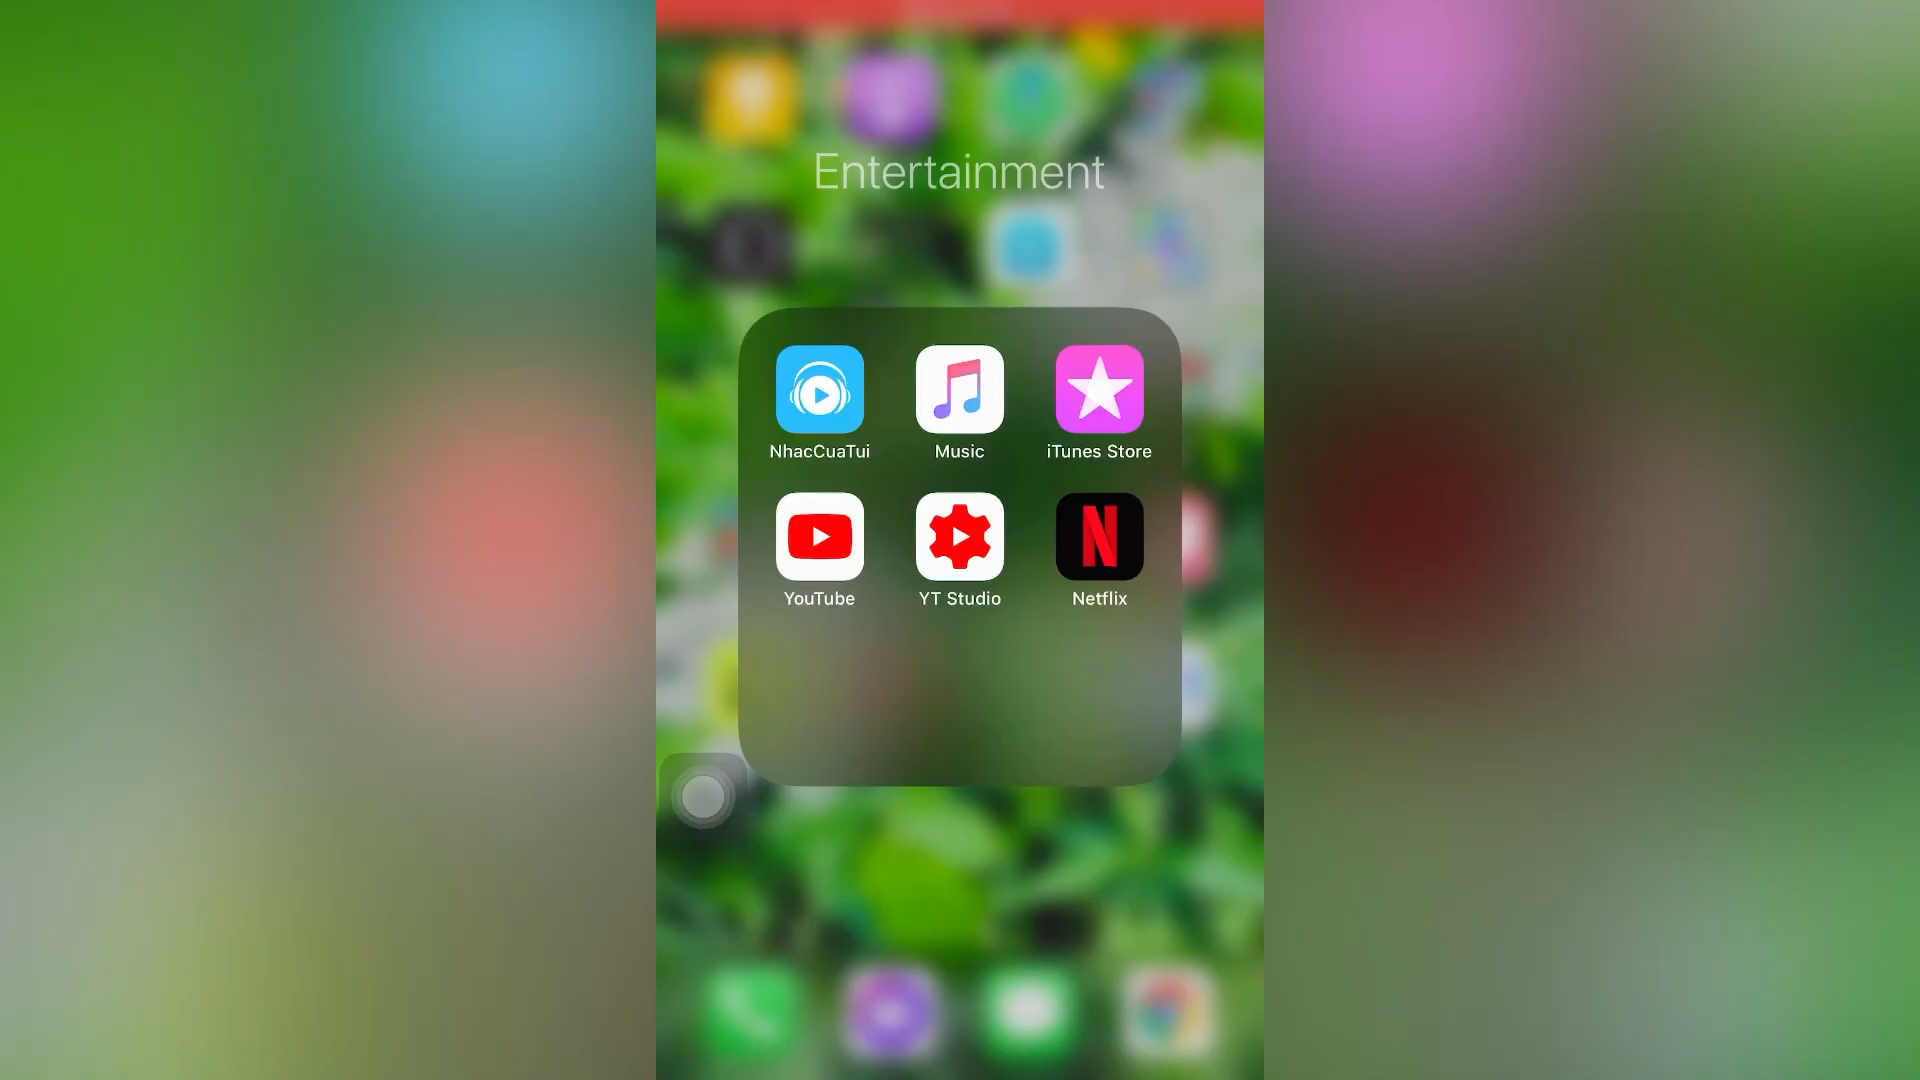 Entertainment
NhacCuaTui
Music
iTunes Store
YouTube
YT Studio
Netflix